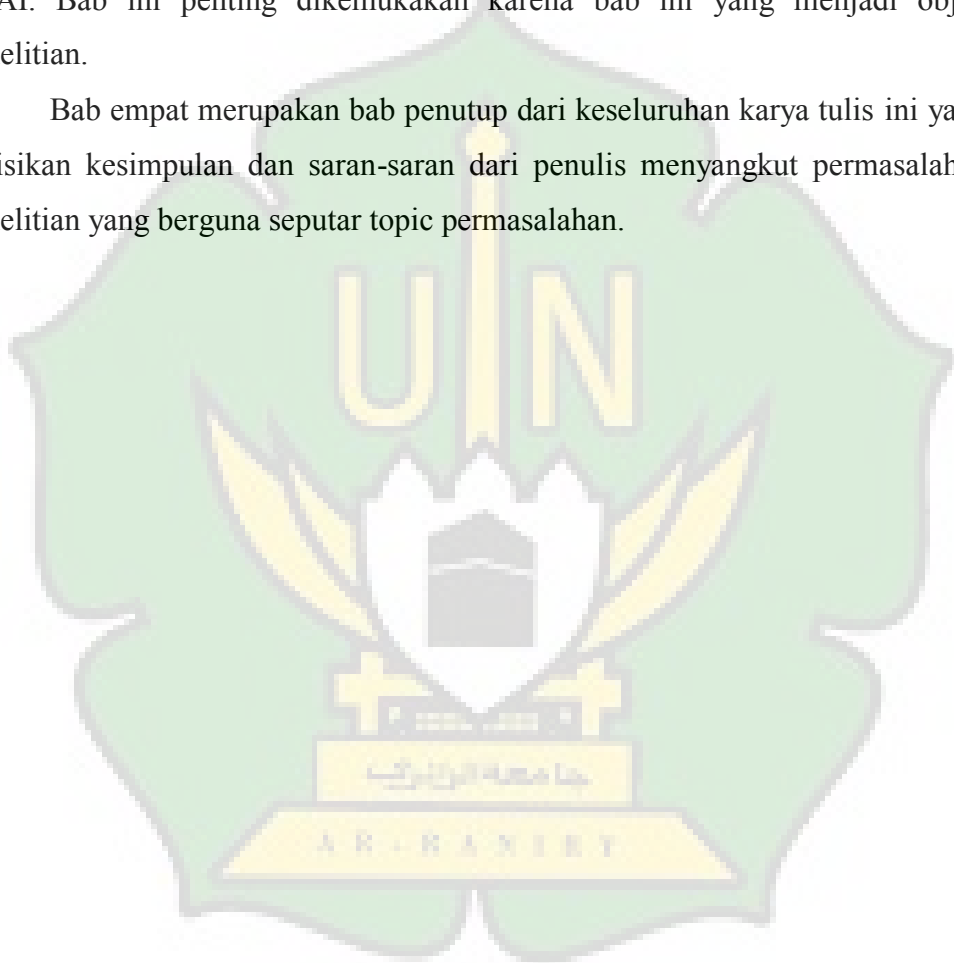 AI. Bab ini penting dikemukakan karena bab ini yang menjadi obj
elitian.
Bab empat merupakan bab penutup dari keseluruhan karya tulis ini ya
isikan kesimpulan dan saran-saran dari penulis menyangkut permasalah
elitian yang berguna seputar topic permasalahan.
UIN
جامعة الرانيري
AR-RANIRY